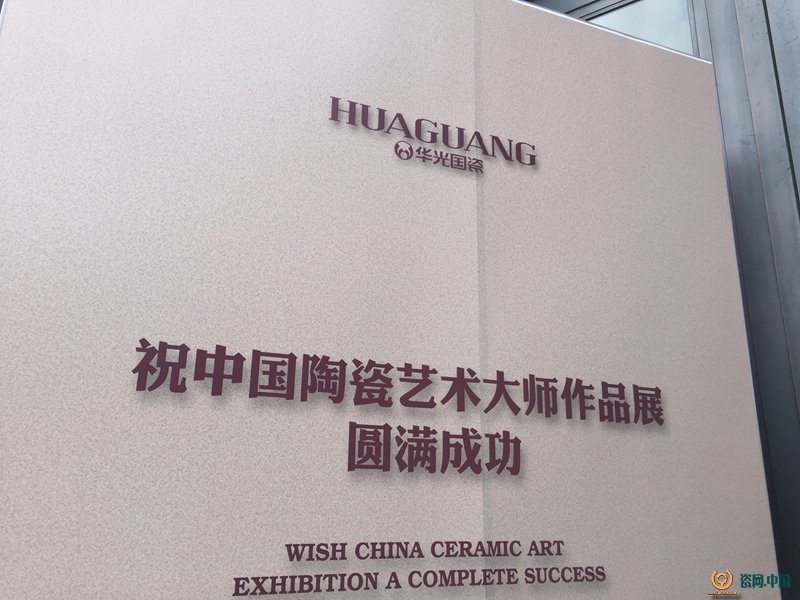 HUAGUANG
华光国瓷
祝中国陶瓷艺术大师作品展
圆满成功
WISH CHINA CERAMIC ART
EXHIBITION A COMPLETE SUCCESS
瓷网.中国